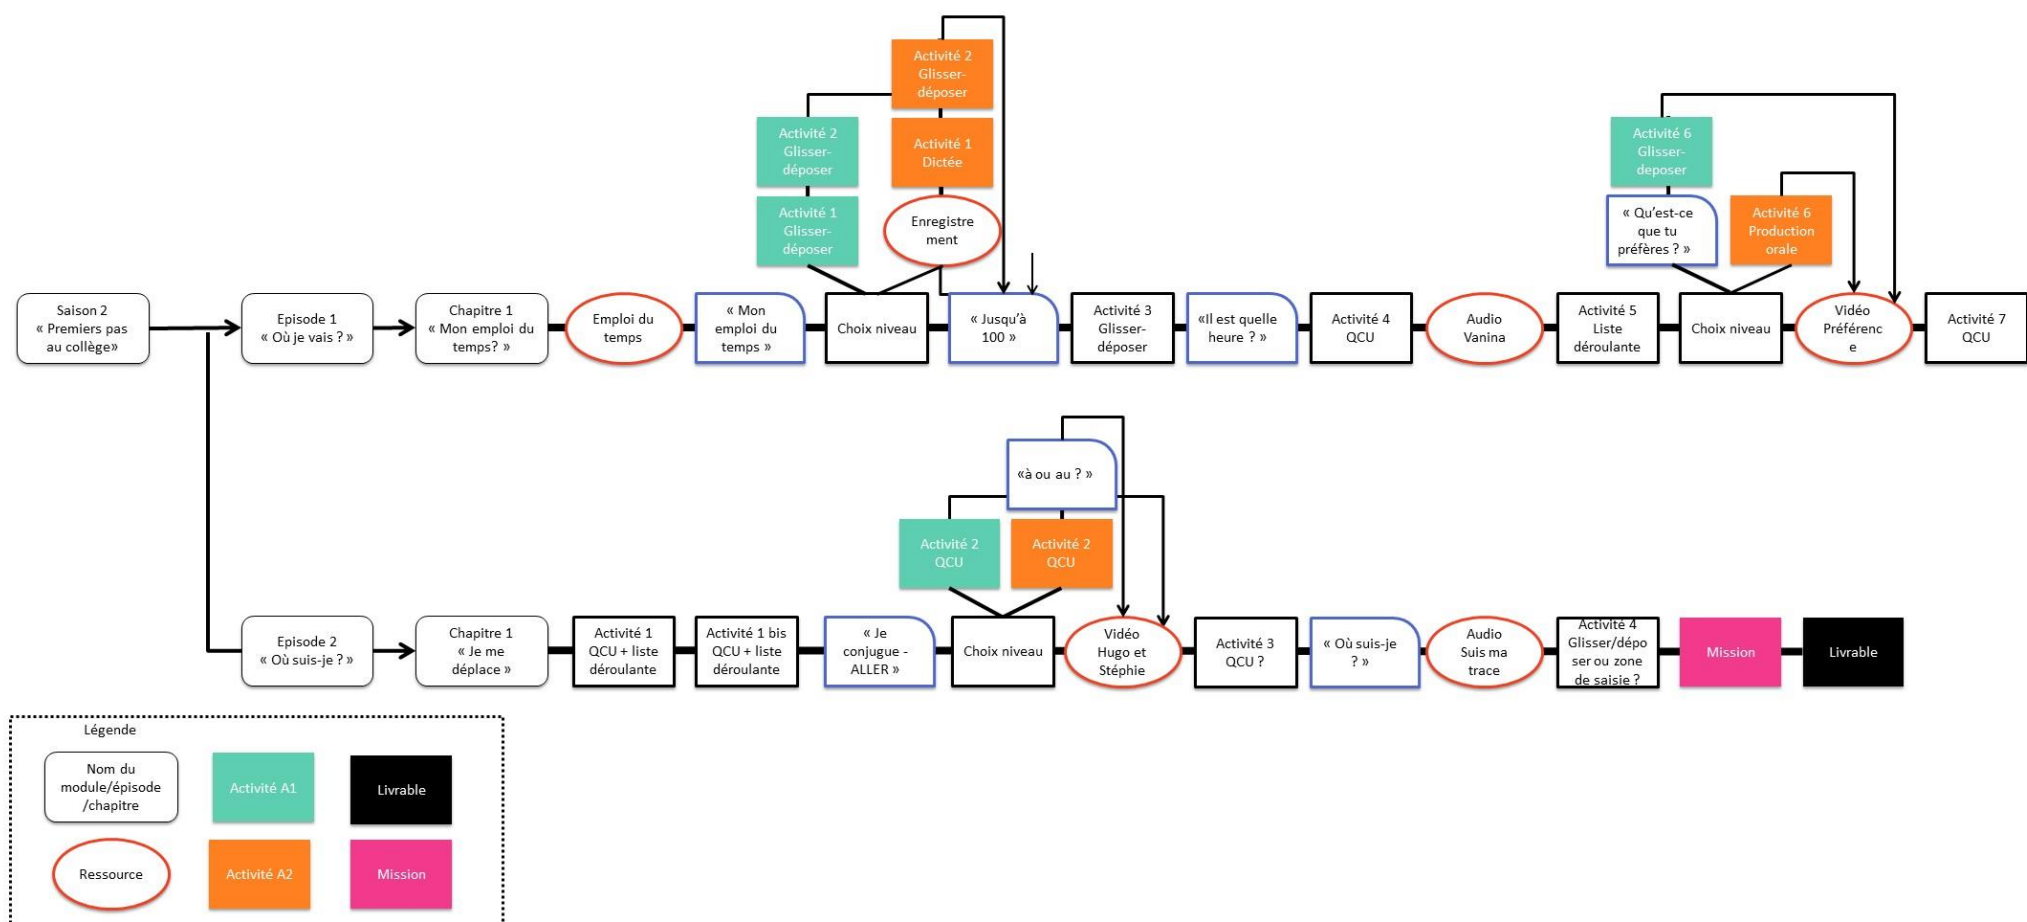 Activité 2
Glisser-
déposer
Activité 2
Glisser-
déposer
Activité 1
Dictée
Activité 1
Glisser-
déposer
Enregistre
ment
Activité 6
Glisser-
deposer
« Qu'est-ce
que tu
préfères ? »
Activité 6
Production
orale
Saison 2
« Premiers pas
au collège»
Episode 1
« Où je vais ? »
Chapitre 1
« Mon emploi du
temps? »
Emploi du
temps
« Mon
emploi du
temps »
Choix niveau
« Jusqu'à
100 »
Activité 3
Glisser-
déposer
«Il est quelle
heure ? »
Activité 4
QCU
Audio
Vanina
Activité 5
Liste
déroulante
Choix niveau
Vidéo
Préférenc
e
Activité 7
QCU
«à ou au ? »
Activité 2
QCU
Activité 2
QCU
Episode 2
« Où suis-je ? »
Chapitre 1
« Je me
déplace »
Activité 1
QCU + liste
déroulante
Activité 1 bis
QCU + liste
déroulante
« Je
conjugue -
ALLER »
Choix niveau
Vidéo
Hugo et
Stéphie
Activité 3
QCU ?
« Où suis-je
? »
Audio
Suis ma
trace
Activité 4
Glisser/dépo
ser ou zone
de saisie ?
Mission
Livrable
Légende
Nom du
module/épisode
/chapitre
Activité A1
Livrable
Ressource
Activité A2
Mission